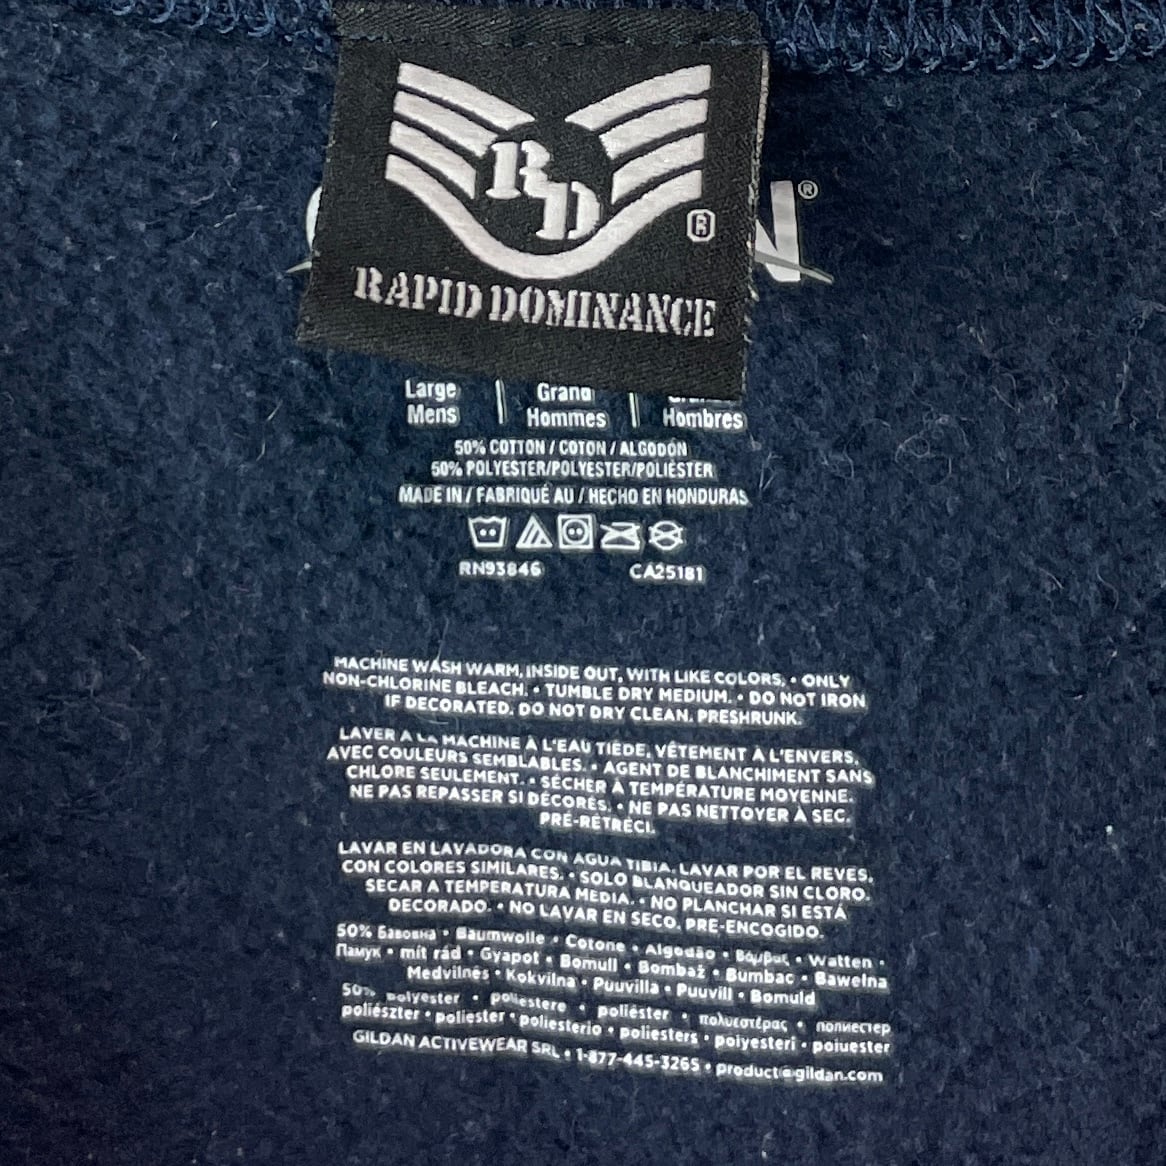 RD
®
RAPID DOMINANCE
N®
Large | Grand
Mens | Hommes | Hombres
50% COTTON / COTON / ALGODÓN
50% POLYESTER/POLYESTER/POLIÉSTER
MADE IN / FABRIQUÉ AU / HECHO EN HONDURAS
RN93846 CA25181
MACHINE WASH WARM, INSIDE OUT, WITH LIKE COLORS. • ONLY
NON-CHLORINE BLEACH. • TUMBLE DRY MEDIUM. • DO NOT IRON
IF DECORATED. DO NOT DRY CLEAN. PRESHRUNK.
LAVER À LA MACHINE À L'EAU TIÈDE, VÊTEMENT À L'ENVERS,
AVEC COULEURS SEMBLABLES. • AGENT DE BLANCHIMENT SANS
CHLORE SEULEMENT. • SÉCHER À TEMPÉRATURE MOYENNE.
NE PAS REPASSER SI DÉCORÉS. • NE PAS NETTOYER À SEC.
PRÉ-RÉTRÉCI.
LAVAR EN LAVADORA CON AGUA TIBIA. LAVAR POR EL REVES,
CON COLORES SIMILARES. • SOLO BLANQUEADOR SIN CLORO.
SECAR A TEMPERATURA MEDIA. • NO PLANCHAR SI ESTÁ
DECORADO. • NO LAVAR EN SECO. PRE-ENCOGIDO.
50% Бавовна • Baumwolle • Cotone • Algodão • Βάμβακ • Watten •
Памук • mit råd • Gyapot • Bomull • Bombaž • Bumbac • Bawełna
Medvilnės • Kokvilna • Puuvilla • Puuvill • Bomuld
50% polyester • poliestere • poliéster • πολυεστέρας • полиестер
poliészter • poliester • poliesterio • poliesters • polyesteri • poiuester
GILDAN ACTIVEWEAR SRL • 1-877-445-3265 • product@gildan.com